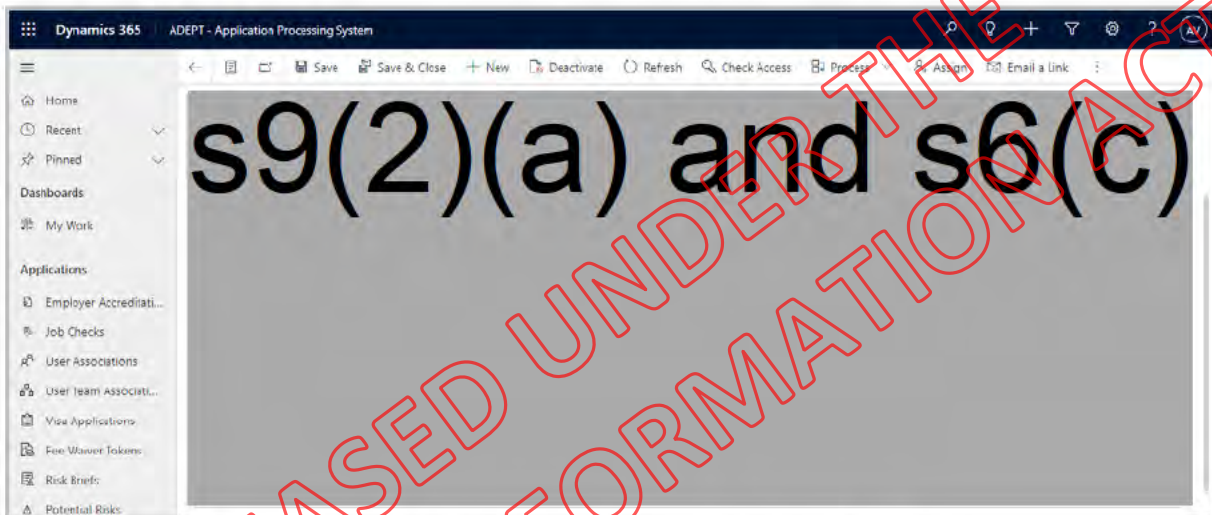 Dynamics 365 ADEPT - Application Processing System ? AV
Save Save & Close + New Deactivate Refresh Check Access Process Assign Email a Link
Home
Recent
Pinned
Dashboards
My Work
Applications
Employer Accreditati...
Job Checks
User Associations
User Team Associati...
Visa Applications
Fee Waiver Tokens
Risk Briefs
Potential Risks
s9(2)(a) and s6(c)
ASED UNDER THE
FORMATION ACT